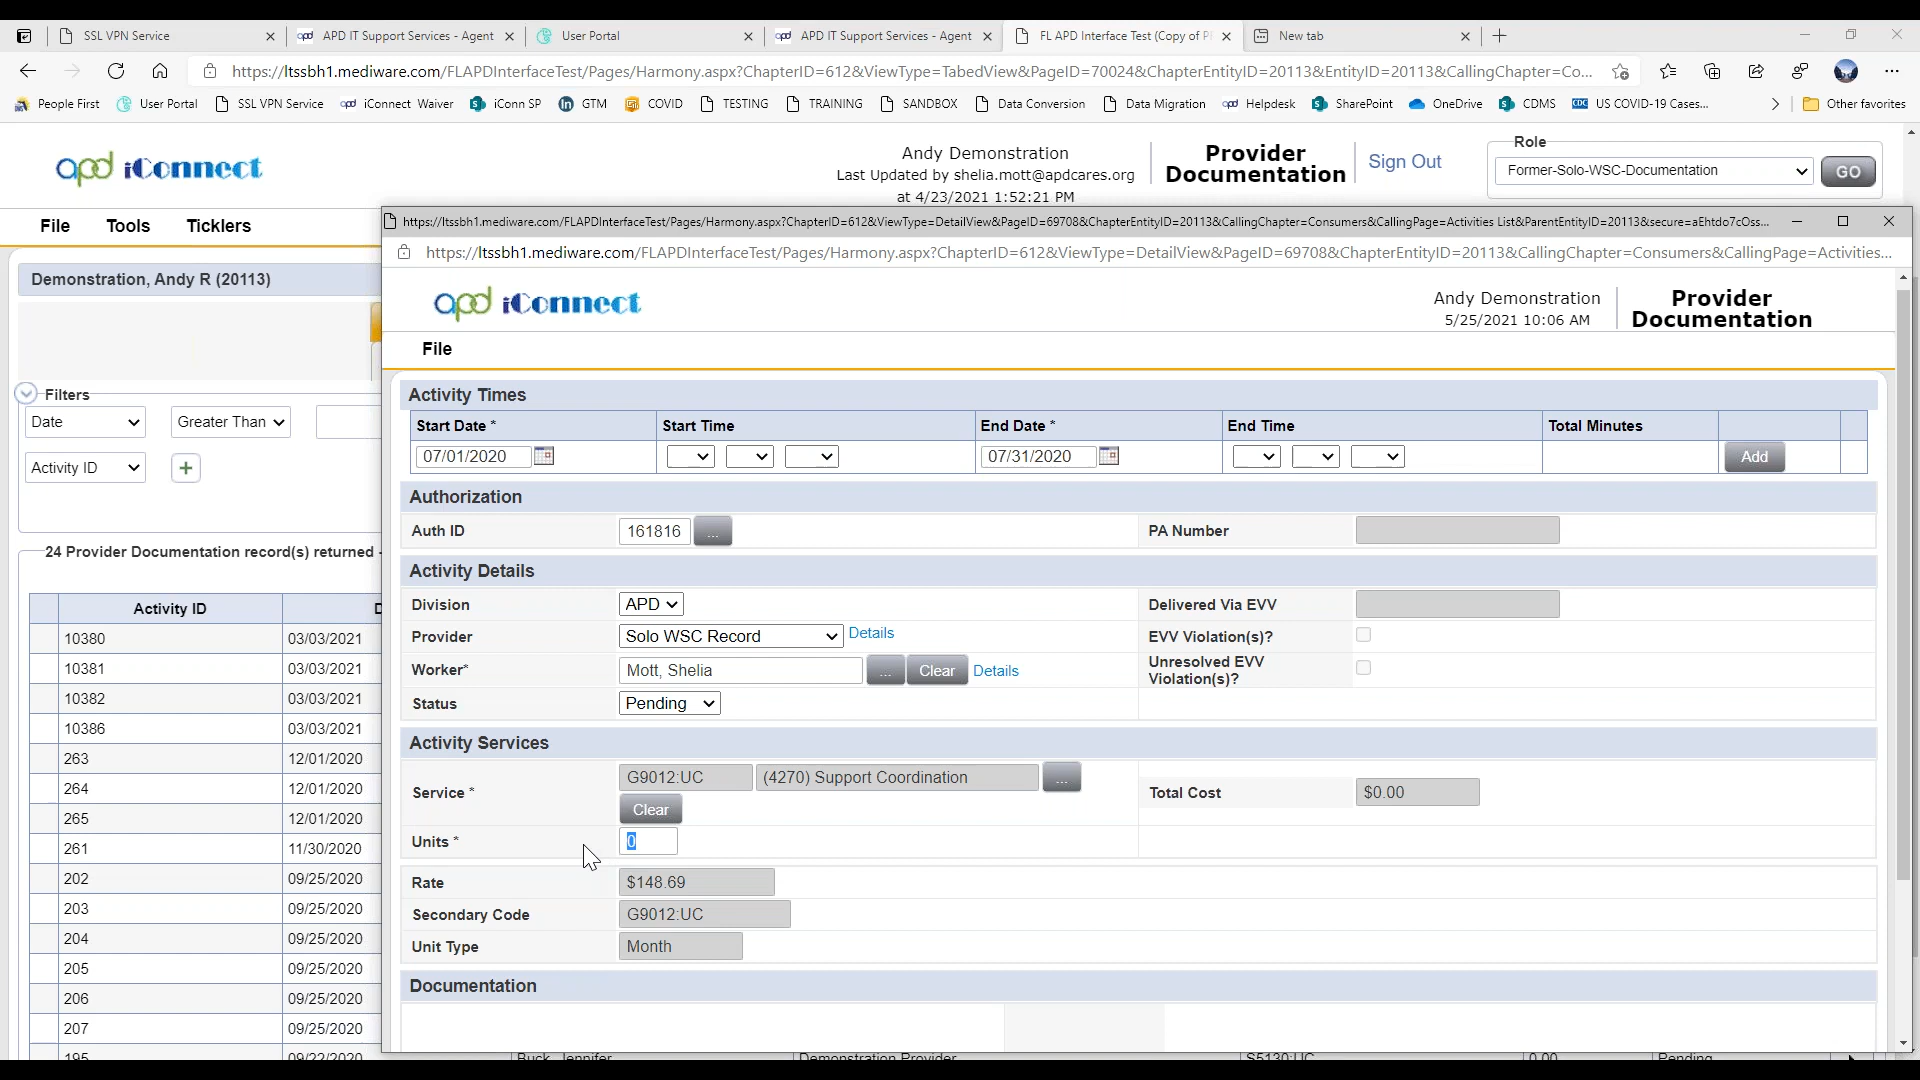 SSL VPN Service
APD IT Support Services - Agent
User Portal
APD IT Support Services - Agent
FL APD Interface Test (Copy of P
New tab
https://ltssbh1.mediware.com/FLAPDInterfaceTest/Pages/Harmony.aspx?ChapterID=612&ViewType=TabedView&PageID=70024&ChapterEntityID=20113&EntityID=20113&CallingChapter=Co...
People First
User Portal
SSL VPN Service
iConnect Waiver
iConn SP
GTM
COVID
TESTING
TRAINING
SANDBOX
Data Conversion
Data Migration
Helpdesk
SharePoint
OneDrive
CDMS
US COVID-19 Cases...
Other favorites
apd iConnect
Andy Demonstration
Last Updated by shelia.mott@apdcares.org
at 4/23/2021 1:52:21 PM
Provider
Documentation
Sign Out
Role
Former-Solo-WSC-Documentation
GO
File
Tools
Ticklers
Demonstration, Andy R (20113)
Filters
Date
Greater Than
Activity ID
24 Provider Documentation record(s) returned -
Activity ID
D
10380 03/03/2021
10381 03/03/2021
10382 03/03/2021
10386 03/03/2021
263 12/01/2020
264 12/01/2020
265 12/01/2020
261 11/30/2020
202 09/25/2020
203 09/25/2020
204 09/25/2020
205 09/25/2020
206 09/25/2020
207 09/25/2020
195 09/22/2020 Buck, Jennifer Demonstration Provider S5130:UC 0.00 Pending
https://ltssbh1.mediware.com/FLAPDInterfaceTest/Pages/Harmony.aspx?ChapterID=612&ViewType=DetailView&PageID=69708&ChapterEntityID=20113&CallingChapter=Consumers&CallingPage=Activities List&ParentEntityID=20113&secure=aEhtdo7cOss...
https://ltssbh1.mediware.com/FLAPDInterfaceTest/Pages/Harmony.aspx?ChapterID=612&ViewType=DetailView&PageID=69708&ChapterEntityID=20113&CallingChapter=Consumers&CallingPage=Activities...
apd iConnect
Andy Demonstration
5/25/2021 10:06 AM
Provider
Documentation
File
Activity Times
Start Date *
Start Time
End Date *
End Time
Total Minutes
07/01/2020
07/31/2020
Add
Authorization
Auth ID
161816
...
PA Number
Activity Details
Division
APD
Delivered Via EVV
Provider
Solo WSC Record
Details
EVV Violation(s)?
Worker*
Mott, Shelia
...
Clear
Details
Unresolved EVV
Violation(s)?
Status
Pending
Activity Services
Service *
G9012:UC
(4270) Support Coordination
...
Clear
Total Cost
$0.00
Units *
0
Rate
$148.69
Secondary Code
G9012:UC
Unit Type
Month
Documentation